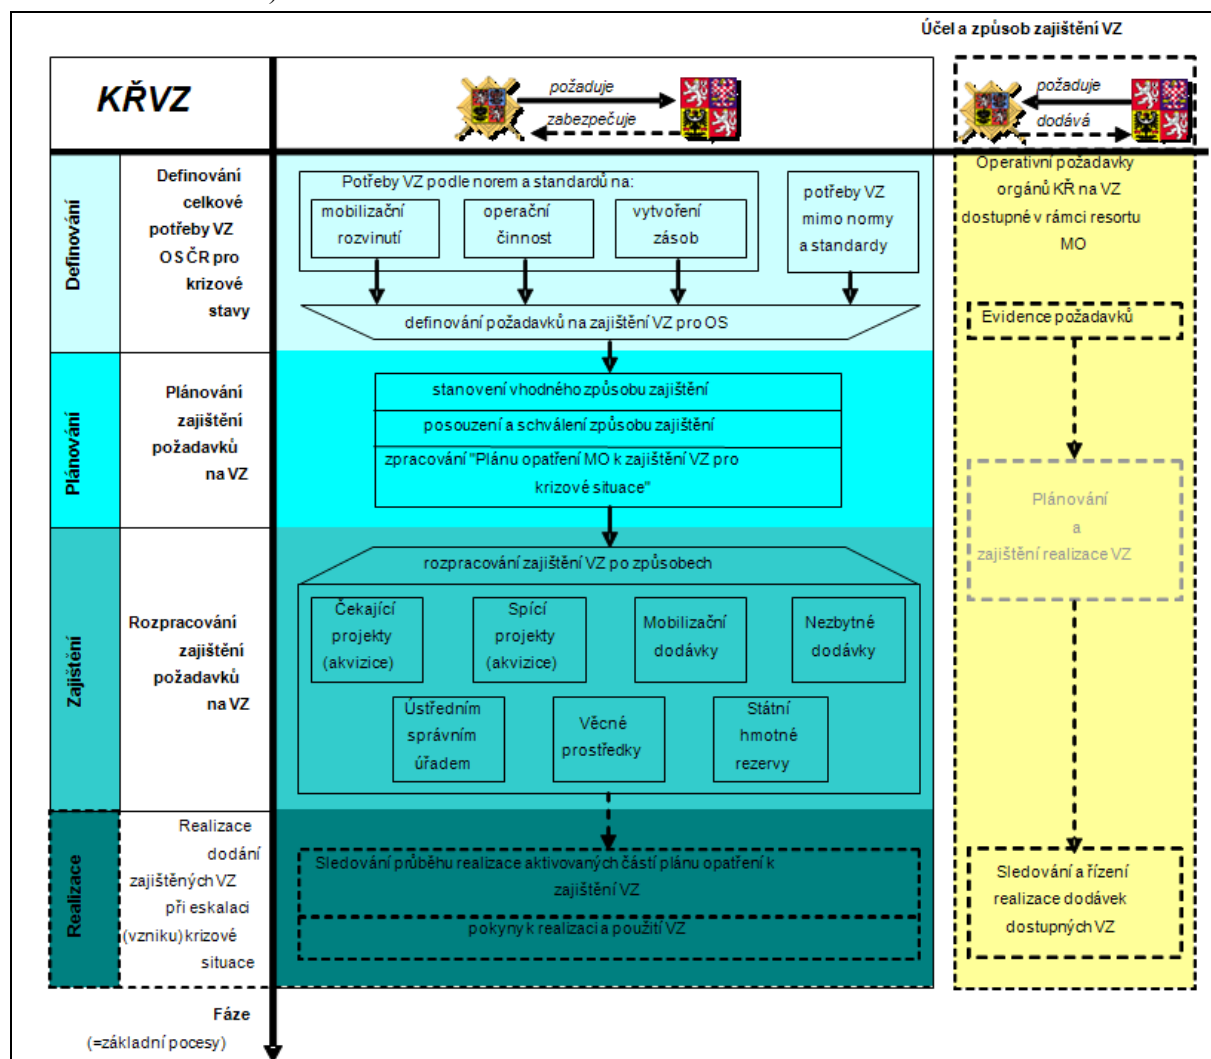 )
Účel a způsob zajištění VZ
KŘVZ
požaduje
zabezpečuje
požaduje
dodává
Definování
Definování
celkové
potřeby VZ
OS ČR pro
krizové
stavy
Potřeby VZ podle norem a standardů na:
mobilizační
rozvinutí
operační
činnost
vytvoření
zásob
potřeby VZ
mimo normy
a standardy
definování požadavků na zajištění VZ pro OS
Operativní požadavky
orgánů KŘ na VZ
dostupné v rámci resortu
MO
Evidence požadavků
Plánování
Plánování
zajištění
požadavků
na VZ
stanovení vhodného způsobu zajištění
posouzení a schválení způsobu zajištění
zpracování "Plánu opatření MO k zajištění VZ pro
krizové situace"
Plánování
a
zajištění realizace VZ
Zajištění
Rozpracování
zajištění
požadavků
na VZ
rozpracování zajištění VZ po způsobech
Čekající
projekty
(akvizice)
Spící
projekty
(akvizice)
Mobilizační
dodávky
Nezbytné
dodávky
Ústředním
správním
úřadem
Věcné
prostředky
Státní
hmotné
rezervy
Realizace
Realizace
dodání
zajištěných VZ
při eskalaci
(vzniku) krizové
situace
Sledování průběhu realizace aktivovaných částí plánu opatření k
zajištění VZ
pokyny k realizaci a použití VZ
Sledování a řízení
realizace dodávek
dostupných VZ
Fáze
(=základní pocesy)